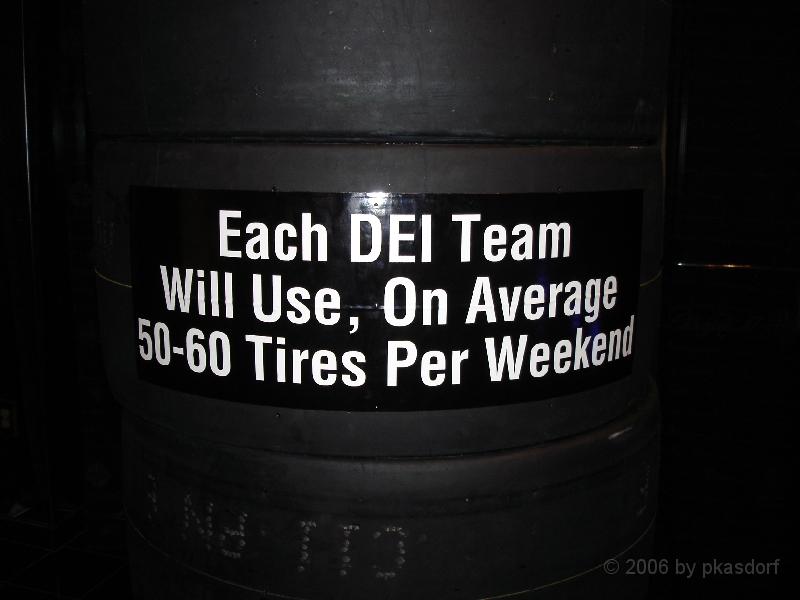 Each DEI Team
Will Use, On Average
50-60 Tires Per Weekend
© 2006 by pkasdorf